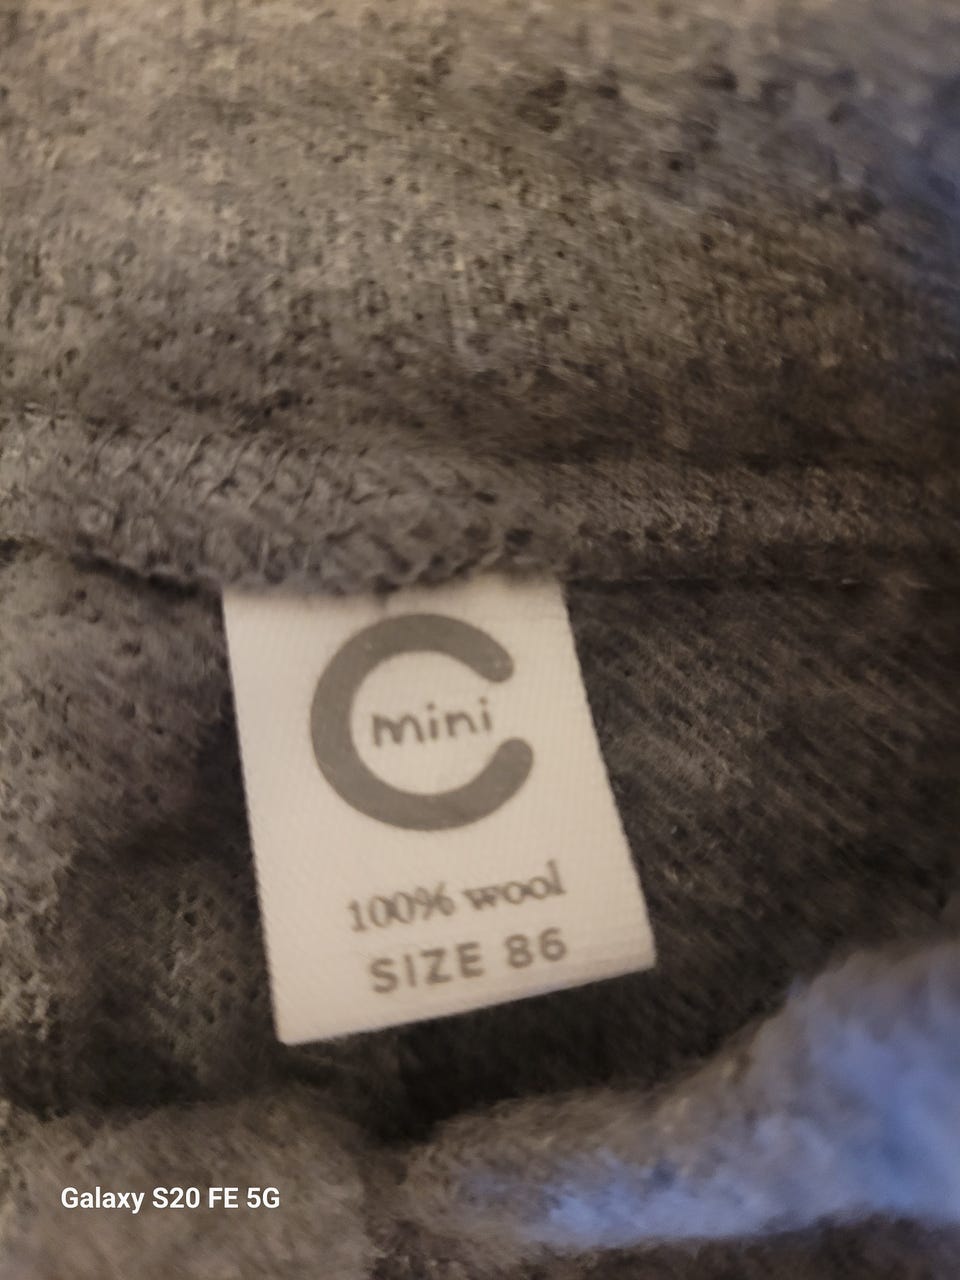 C
mini
100% wool
SIZE 86
Galaxy S20 FE 5G